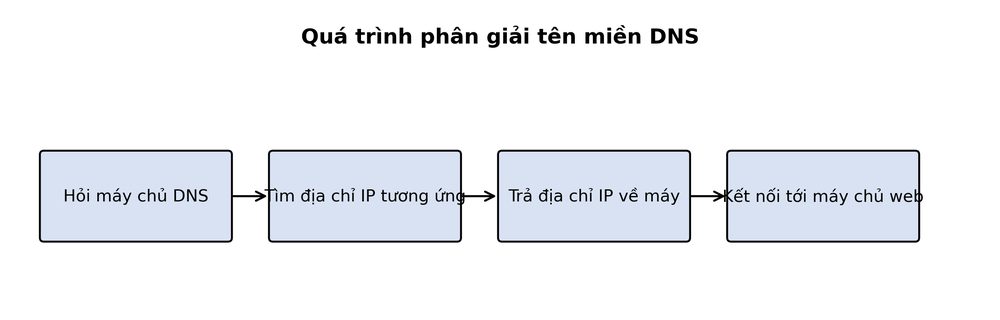 Quá trình phân giải tên miền DNS
Hỏi máy chủ DNS
Tìm địa chỉ IP tương ứng
Trả địa chỉ IP về máy
Kết nối tới máy chủ web